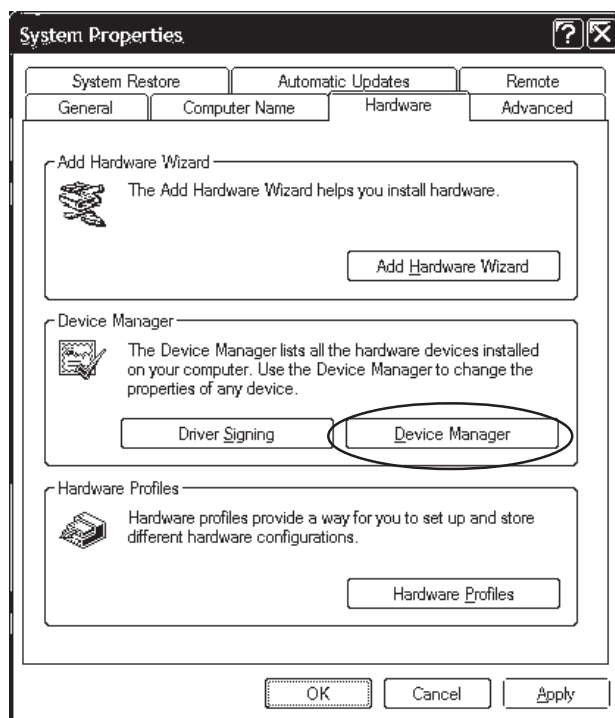 System Properties
System Restore
Automatic Updates
Remote
General
Computer Name
Hardware
Advanced
Add Hardware Wizard
The Add Hardware Wizard helps you install hardware.
Add Hardware Wizard
Device Manager
The Device Manager lists all the hardware devices installed
on your computer. Use the Device Manager to change the
properties of any device.
Driver Signing
Device Manager
Hardware Profiles
Hardware profiles provide a way for you to set up and store
different hardware configurations.
Hardware Profiles
OK
Cancel
Apply